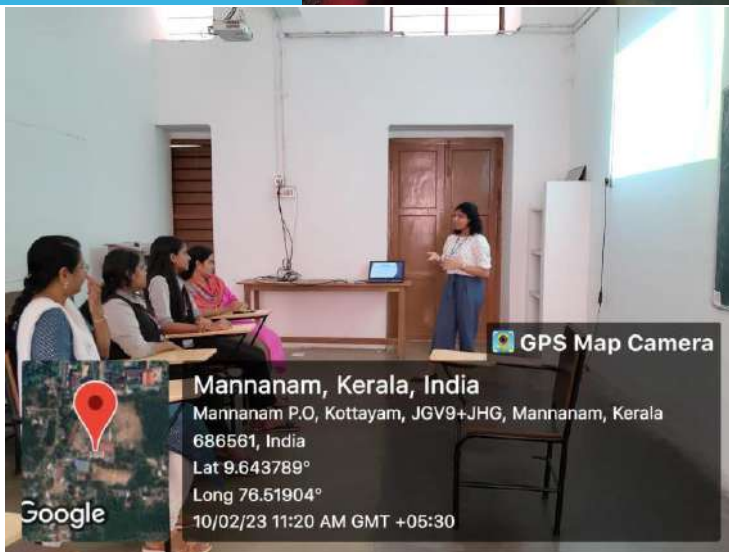 GPS Map Camera
Mannanam, Kerala, India
Mannanam P.O, Kottayam, JGV9+JHG, Mannanam, Kerala
686561, India
Lat 9.643789°
Long 76.51904°
10/02/23 11:20 AM GMT +05:30
Google